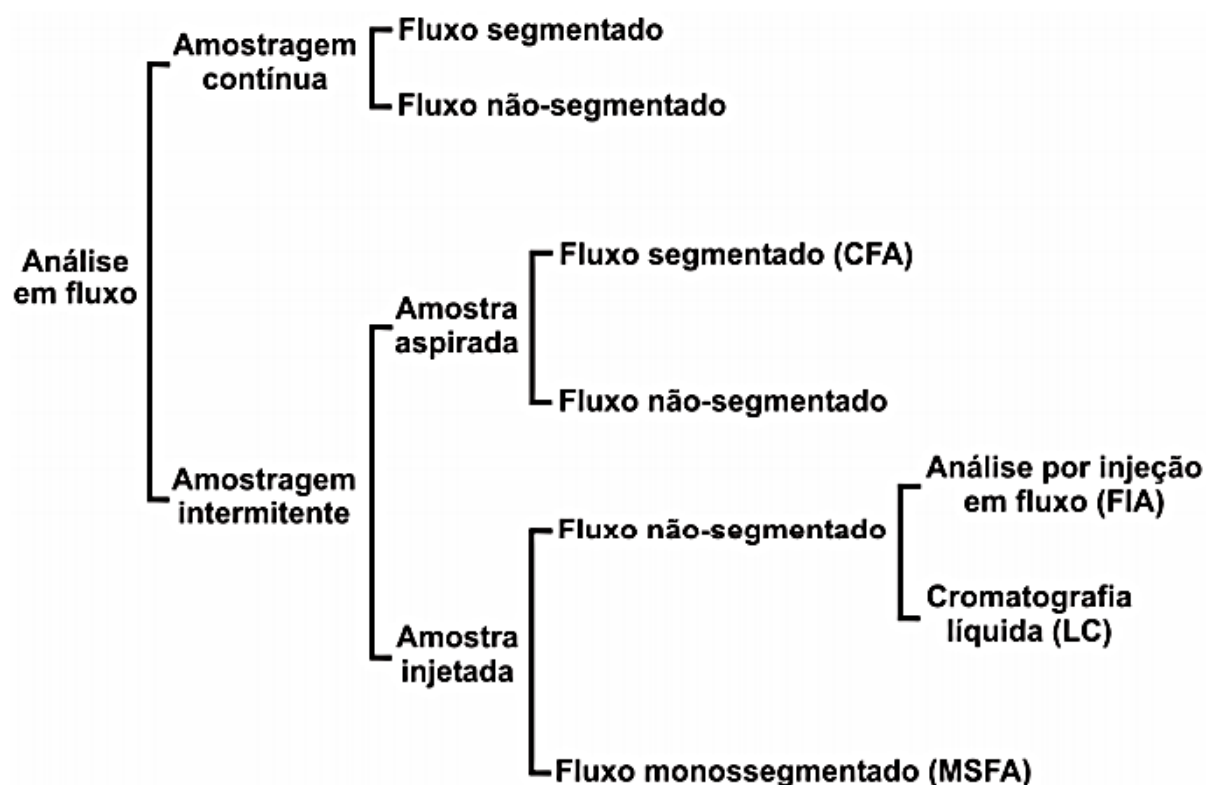 Amostragem
contínua
Fluxo segmentado
Fluxo não-segmentado
Análise
em fluxo
Amostra
aspirada
Fluxo segmentado (CFA)
Fluxo não-segmentado
Amostragem
intermitente
Amostra
injetada
Fluxo não-segmentado
Análise por injeção
em fluxo (FIA)
Cromatografia
líquida (LC)
Fluxo monossegmentado (MSFA)